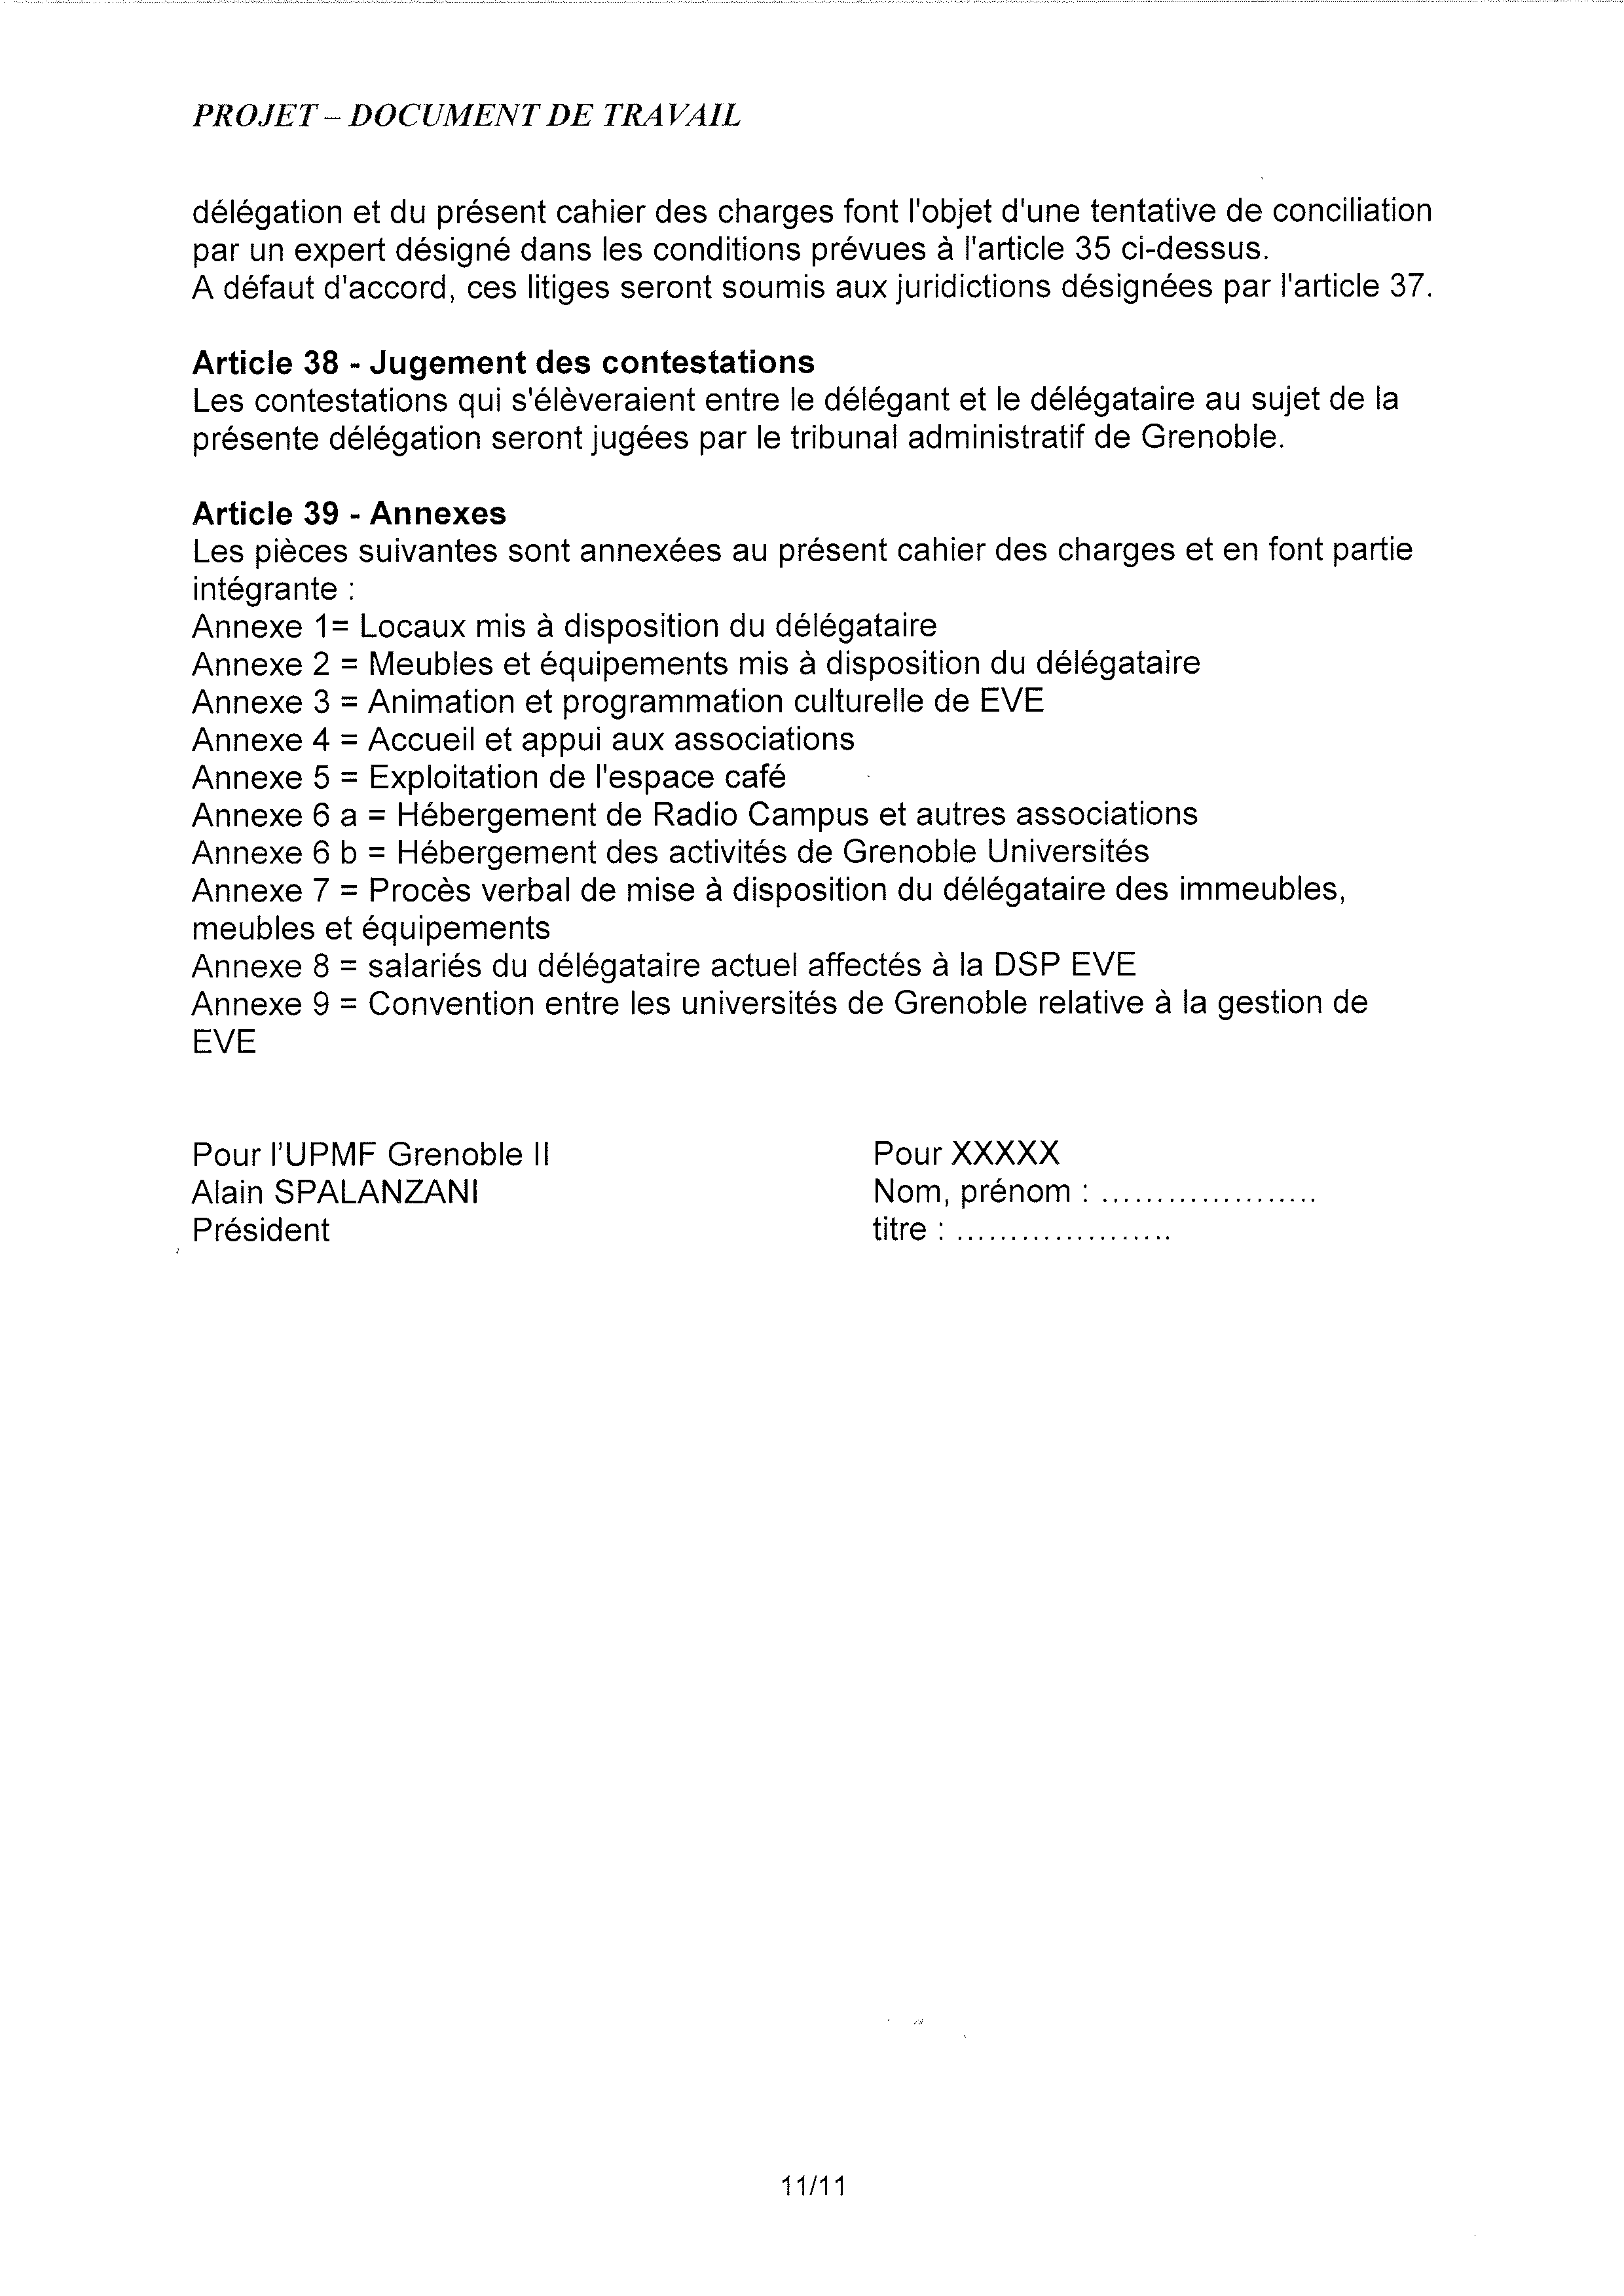 PROJET – DOCUMENT DE TRAVAIL
délégation et du présent cahier des charges font l'objet d'une tentative de conciliation
par un expert désigné dans les conditions prévues à l'article 35 ci-dessus.
A défaut d'accord, ces litiges seront soumis aux juridictions désignées par l'article 37.
Article 38 - Jugement des contestations
Les contestations qui s'élèveraient entre le délégant et le délégataire au sujet de la
présente délégation seront jugées par le tribunal administratif de Grenoble.
Article 39 - Annexes
Les pièces suivantes sont annexées au présent cahier des charges et en font partie
intégrante :
Annexe 1= Locaux mis à disposition du délégataire
Annexe 2 = Meubles et équipements mis à disposition du délégataire
Annexe 3 = Animation et programmation culturelle de EVE
Annexe 4 = Accueil et appui aux associations
Annexe 5 = Exploitation de l'espace café
Annexe 6 a = Hébergement de Radio Campus et autres associations
Annexe 6 b = Hébergement des activités de Grenoble Universités
Annexe 7 = Procès verbal de mise à disposition du délégataire des immeubles,
meubles et équipements
Annexe 8 = salariés du délégataire actuel affectés à la DSP EVE
Annexe 9 = Convention entre les universités de Grenoble relative à la gestion de
EVE
Pour l'UPMF Grenoble II
Alain SPALANZANI
Président
Pour XXXXX
Nom, prénom : ....................
titre : ....................
11/11